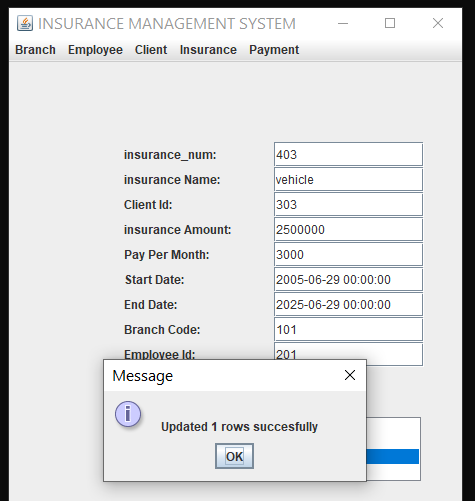 INSURANCE MANAGEMENT SYSTEM
Branch Employee Client Insurance Payment
insurance_num: 403
insurance Name: vehicle
Client Id: 303
insurance Amount: 2500000
Pay Per Month: 3000
Start Date: 2005-06-29 00:00:00
End Date: 2025-06-29 00:00:00
Branch Code: 101
Employee Id: 201
Message
Updated 1 rows succesfully
OK